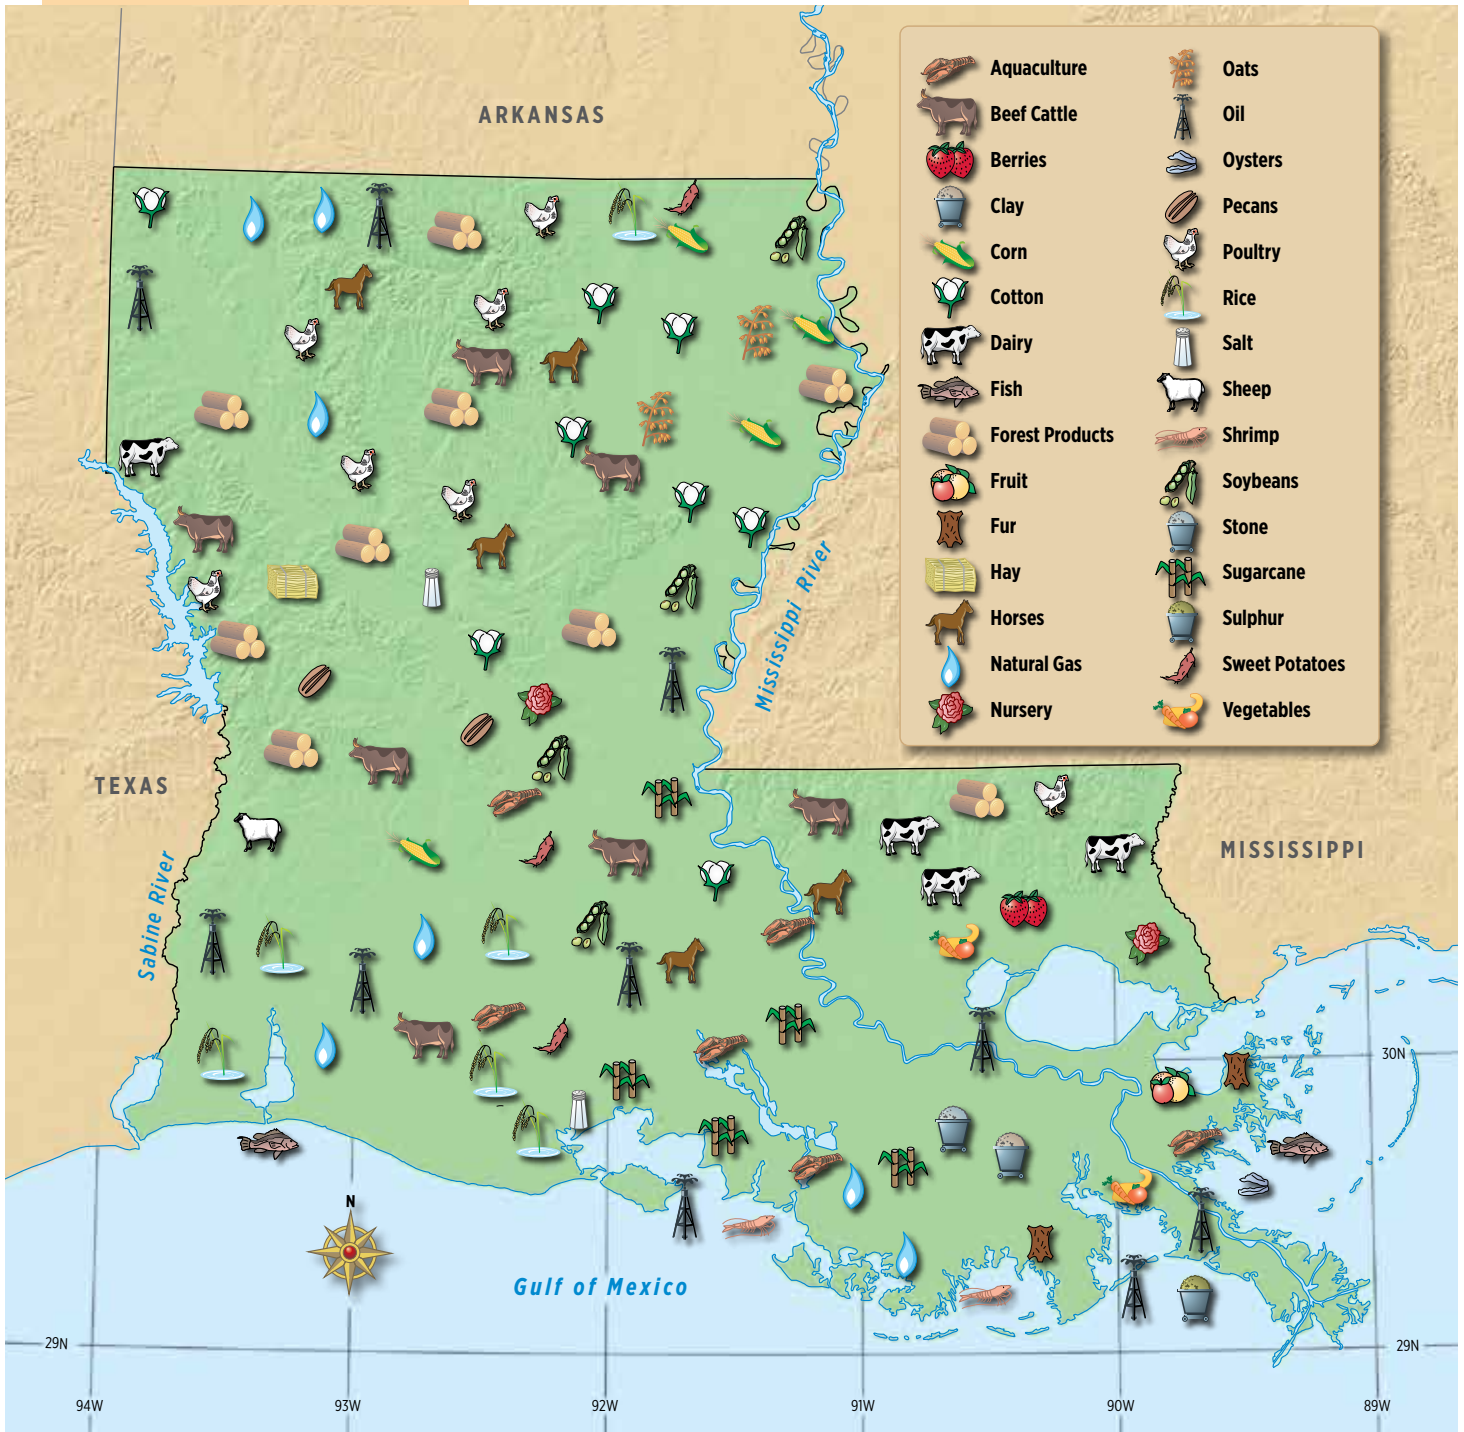 ARKANSAS
Aquaculture
Beef Cattle
Berries
Clay
Corn
Cotton
Dairy
Fish
Forest Products
Fruit
Fur
Hay
Horses
Natural Gas
Nursery
Oats
Oil
Oysters
Pecans
Poultry
Rice
Salt
Sheep
Shrimp
Soybeans
Stone
Sugarcane
Sulphur
Sweet Potatoes
Vegetables
Mississippi River
TEXAS
MISSISSIPPI
Sabine River
30N
N
Gulf of Mexico
29N
29N
94W
93W
92W
91W
90W
89W